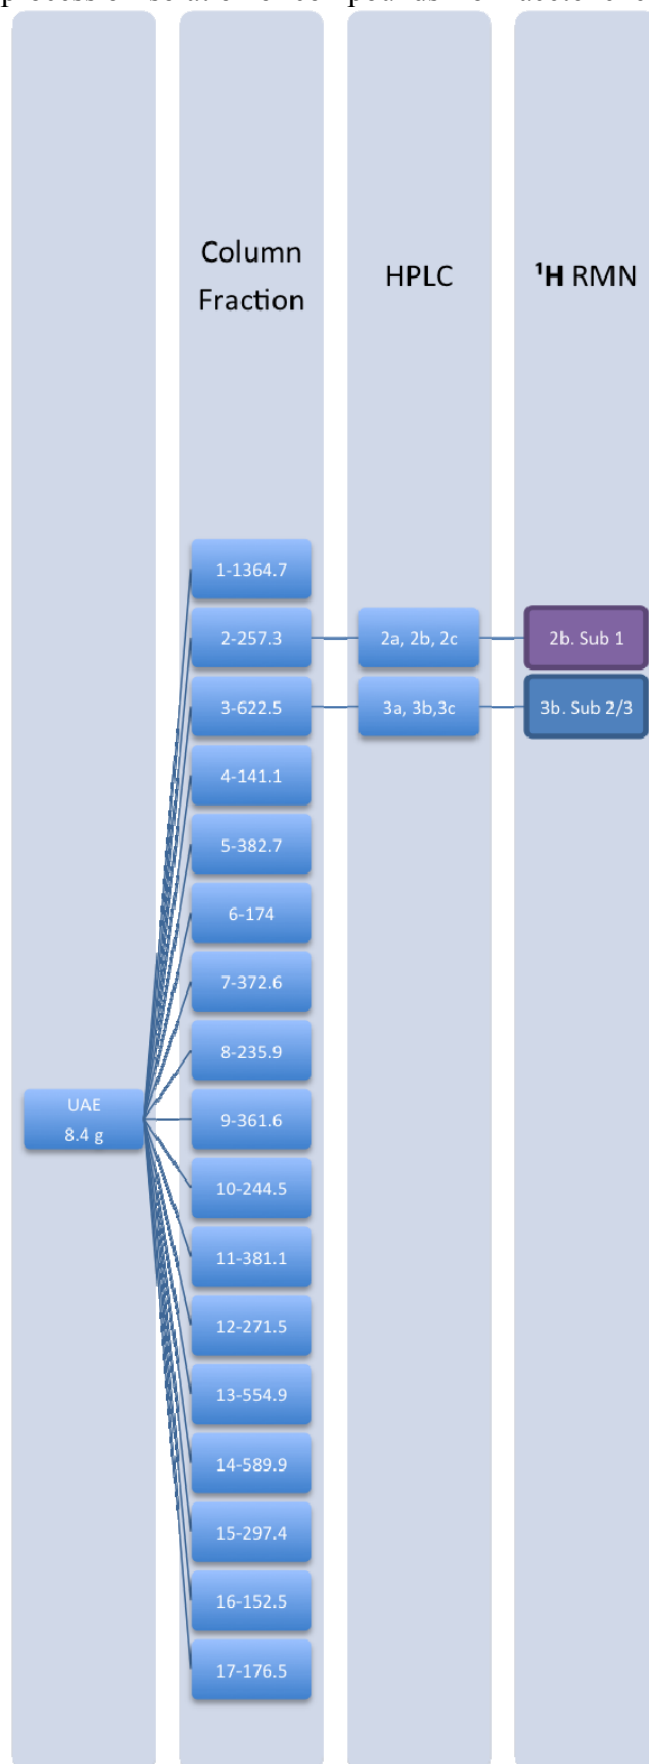 Column
Fraction
HPLC
¹H RMN
1-1364.7
2-257.3
2a, 2b, 2c
2b. Sub 1
3-622.5
3a, 3b,3c
3b. Sub 2/3
4-141.1
5-382.7
6-174
7-372.6
8-235.9
UAE
8.4 g
9-361.6
10-244.5
11-381.1
12-271.5
13-554.9
14-589.9
15-297.4
16-152.5
17-176.5